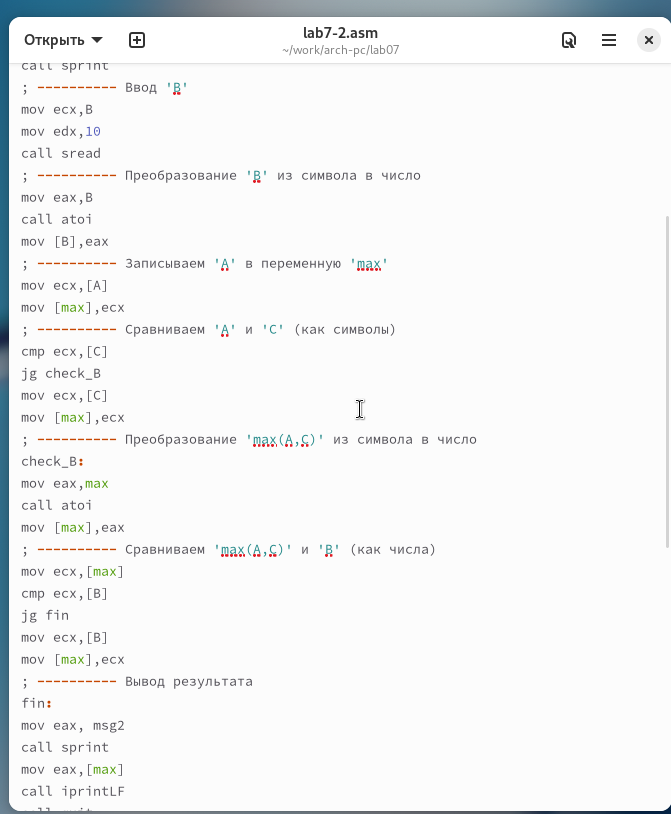 Открыть
lab7-2.asm
~/work/arch-pc/lab07
call sprint
; ---------- Ввод 'B'
mov ecx,B
mov edx,10
call sread
; ---------- Преобразование 'B' из символа в число
mov eax,B
call atoi
mov [B],eax
; ---------- Записываем 'A' в переменную 'max'
mov ecx,[A]
mov [max],ecx
; ---------- Сравниваем 'A' и 'C' (как символы)
cmp ecx,[C]
jg check_B
mov ecx,[C]
mov [max],ecx
; ---------- Преобразование 'max(A,C)' из символа в число
check_B:
mov eax,max
call atoi
mov [max],eax
; ---------- Сравниваем 'max(A,C)' и 'B' (как числа)
mov ecx,[max]
cmp ecx,[B]
jg fin
mov ecx,[B]
mov [max],ecx
; ---------- Вывод результата
fin:
mov eax, msg2
call sprint
mov eax,[max]
call iprintLF